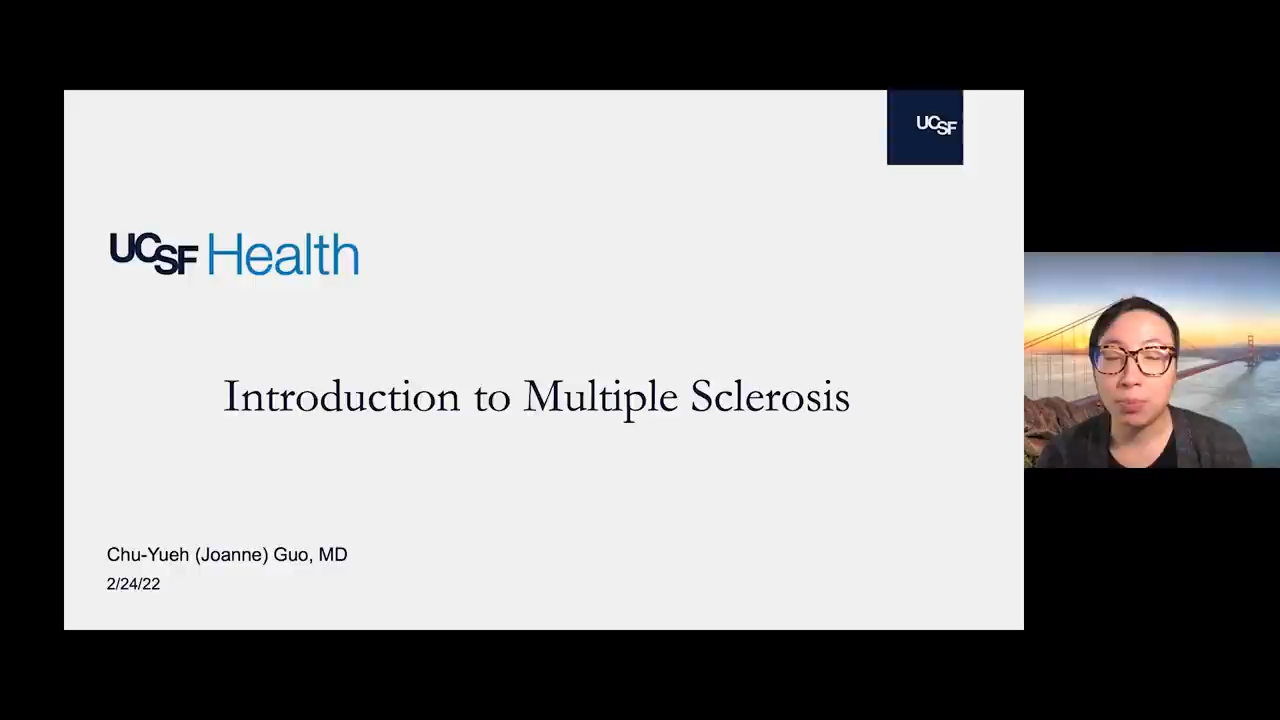 UCSF
UCSF Health
Introduction to Multiple Sclerosis
Chu-Yueh (Joanne) Guo, MD
2/24/22